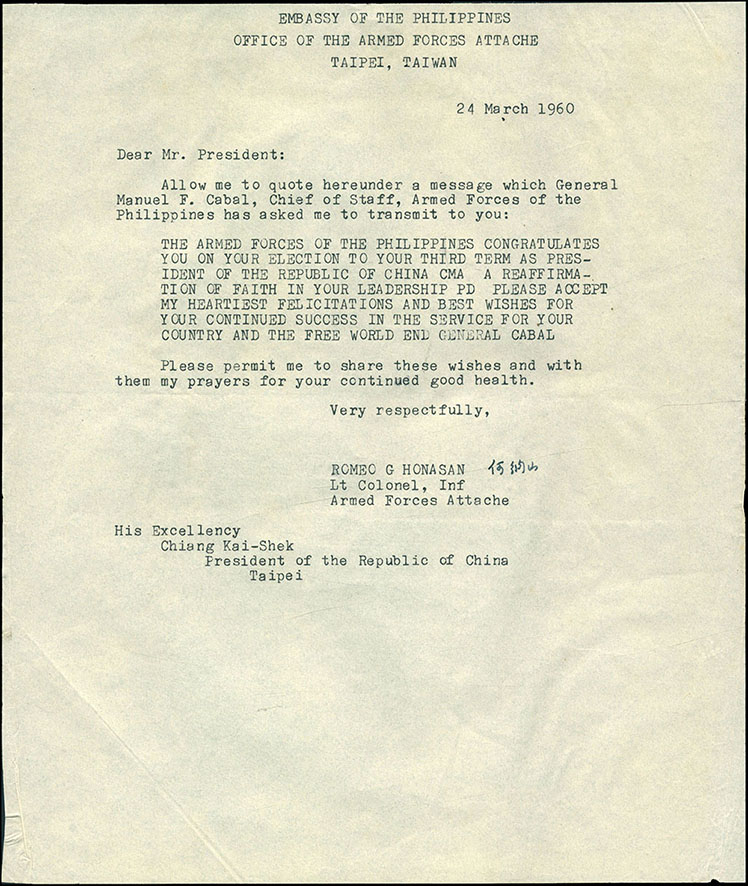 EMBASSY OF THE PHILIPPINES
OFFICE OF THE ARMED FORCES ATTACHE
TAIPEI, TAIWAN
24 March 1960
Dear Mr. President:
Allow me to quote hereunder a message which General
Manuel F. Cabal, Chief of Staff, Armed Forces of the
Philippines has asked me to transmit to you:
THE ARMED FORCES OF THE PHILIPPINES CONGRATULATES
YOU ON YOUR ELECTION TO YOUR THIRD TERM AS PRES-
IDENT OF THE REPUBLIC OF CHINA CMA A REAFFIRMA-
TION OF FAITH IN YOUR LEADERSHIP PD PLEASE ACCEPT
MY HEARTIEST FELICITATIONS AND BEST WISHES FOR
YOUR CONTINUED SUCCESS IN THE SERVICE FOR YOUR
COUNTRY AND THE FREE WORLD END GENERAL CABAL
Please permit me to share these wishes and with
them my prayers for your continued good health.
Very respectfully,
ROMEO G HONASAN 何納山
Lt Colonel, Inf
Armed Forces Attache
His Excellency
Chiang Kai-Shek
President of the Republic of China
Taipei